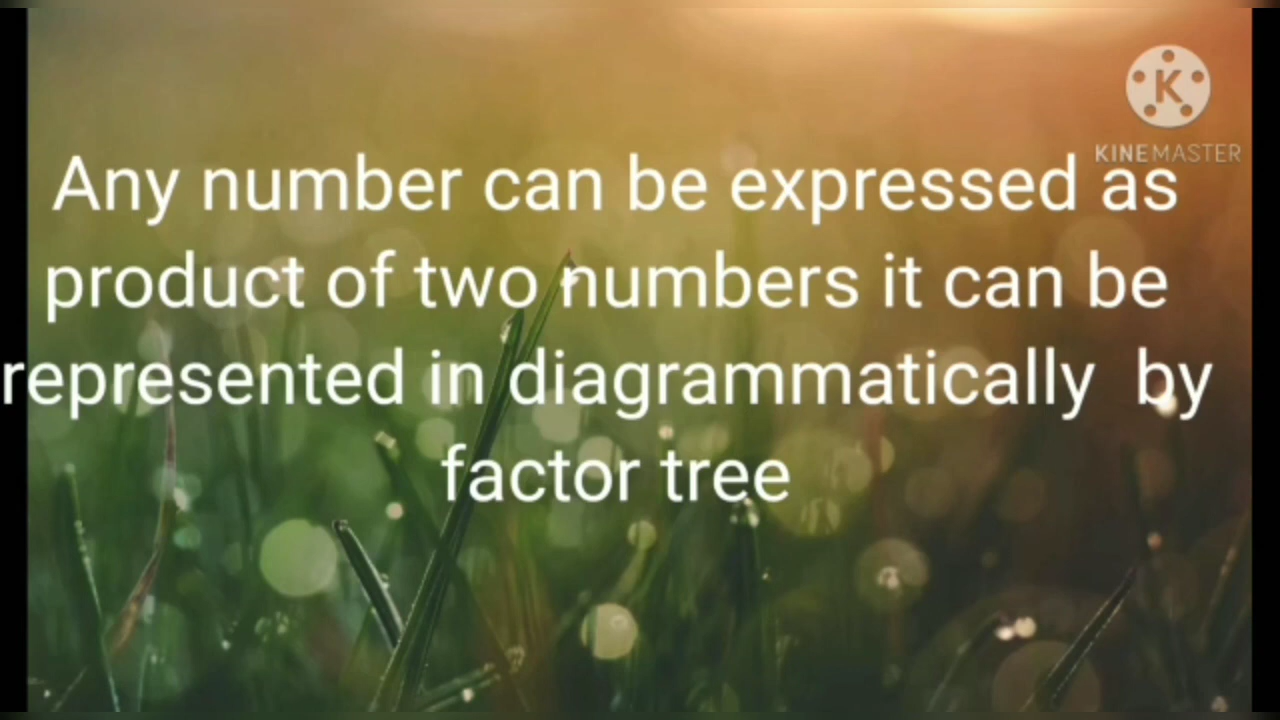 K
KINEMASTER
Any number can be expressed as
product of two numbers it can be
represented in diagrammatically by
factor tree